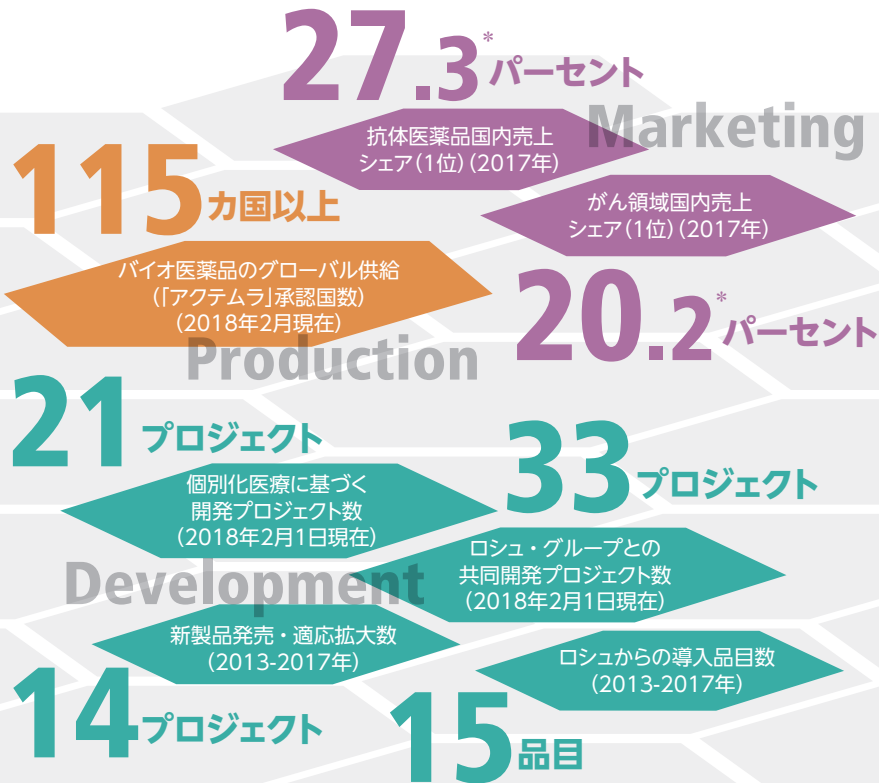 27.3*パーセント
抗体医薬品国内売上
シェア(1位)(2017年)
Marketing
115カ国以上
バイオ医薬品のグローバル供給
(「アクテムラ」承認国数)
(2018年2月現在)
がん領域国内売上
シェア(1位)(2017年)
20.2*パーセント
Production
21プロジェクト
個別化医療に基づく
開発プロジェクト数
(2018年2月1日現在)
33プロジェクト
ロシュ・グループとの
共同開発プロジェクト数
(2018年2月1日現在)
Development
新製品発売・適応拡大数
(2013-2017年)
14プロジェクト
ロシュからの導入品目数
(2013-2017年)
15品目